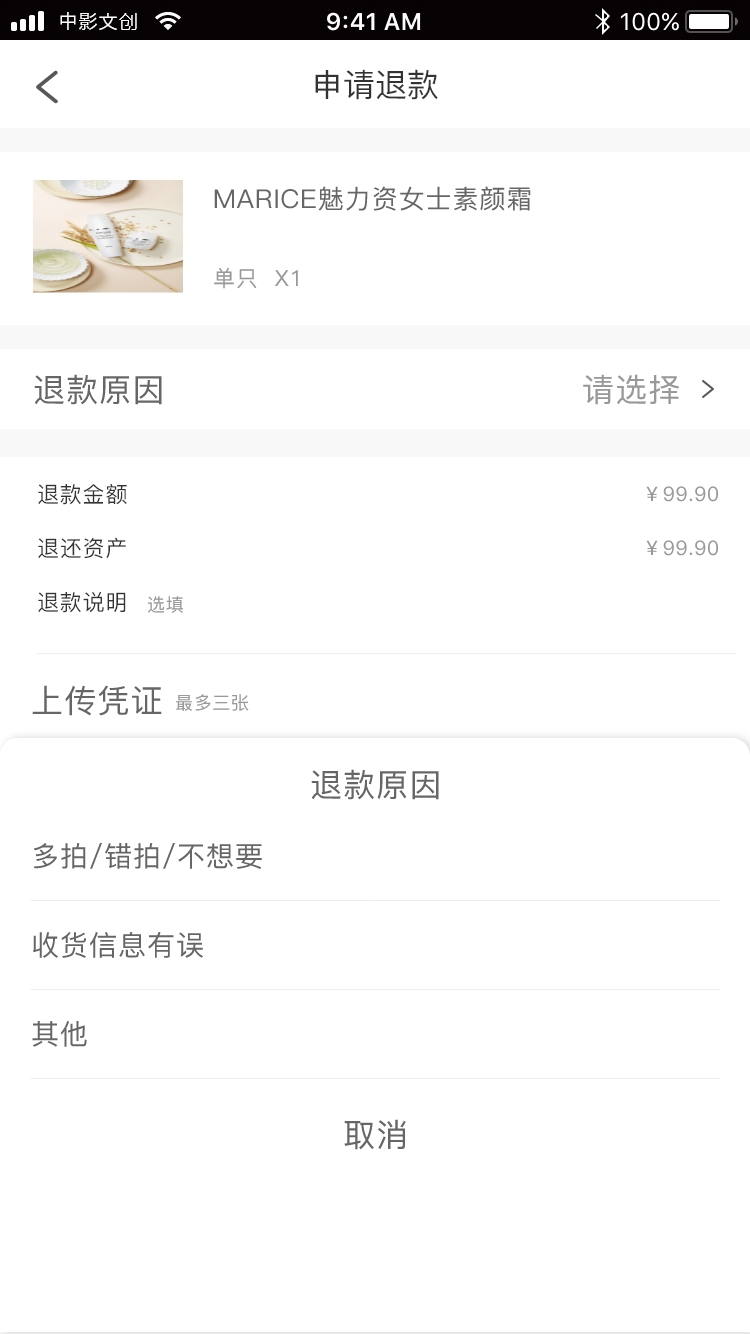 中影文创 9:41 AM 100%
申请退款
MARICE魅力资女士素颜霜
单只 X1
退款原因 请选择
退款金额 ¥99.90
退还资产 ¥99.90
退款说明 选填
上传凭证 最多三张
退款原因
多拍/错拍/不想要
收货信息有误
其他
取消